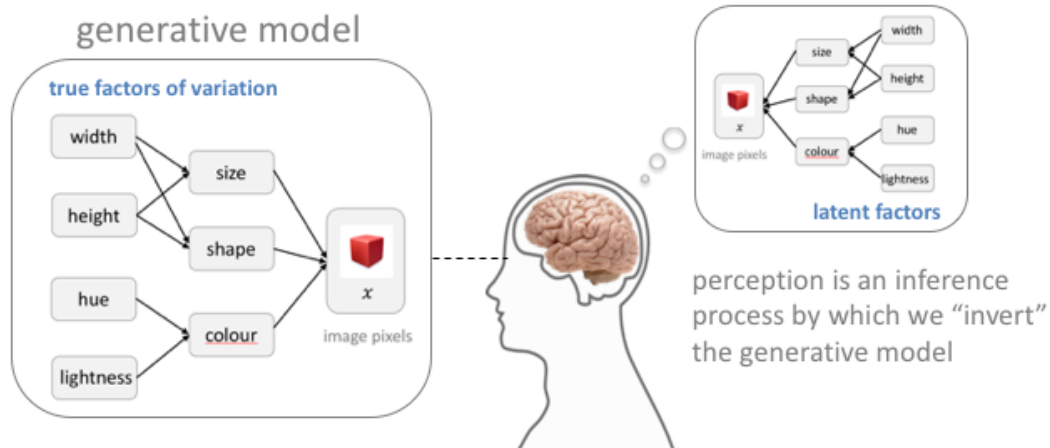 generative model
true factors of variation
width
height
hue
lightness
size
shape
colour
x
image pixels
width
height
hue
lightness
size
shape
colour
x
image pixels
latent factors
perception is an inference
process by which we “invert”
the generative model